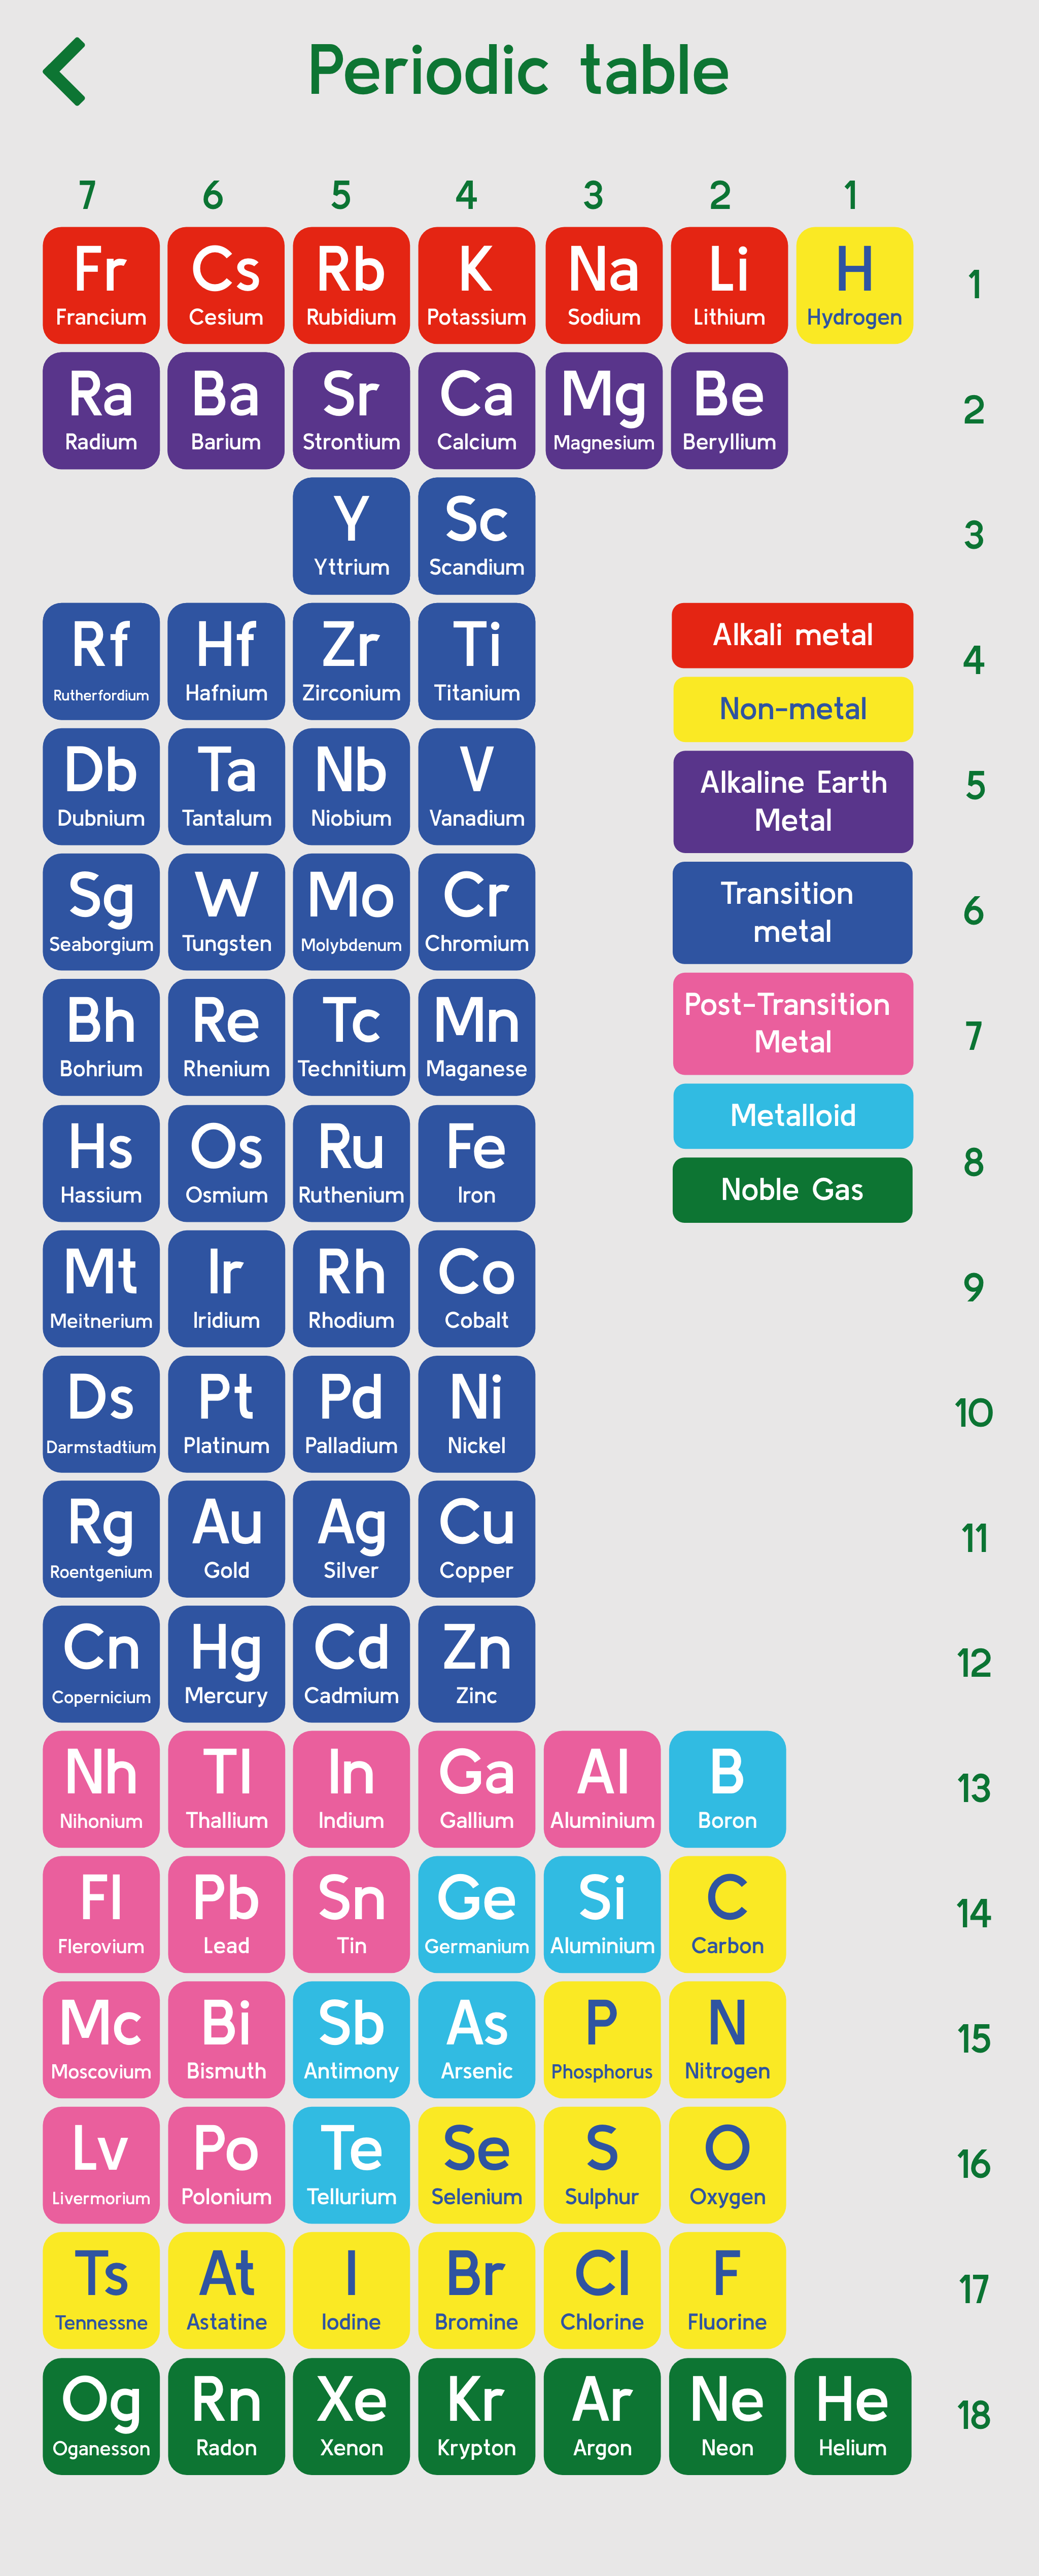 Periodic table
7 6 5 4 3 2 1
Fr Cs Rb K Na Li H 1
Francium Cesium Rubidium Potassium Sodium Lithium Hydrogen
Ra Ba Sr Ca Mg Be 2
Radium Barium Strontium Calcium Magnesium Beryllium
Y Sc 3
Yttrium Scandium
Rf Hf Zr Ti 4
Rutherfordium Hafnium Zirconium Titanium
Db Ta Nb V 5
Dubnium Tantalum Niobium Vanadium
Sg W Mo Cr 6
Seaborgium Tungsten Molybdenum Chromium
Bh Re Tc Mn 7
Bohrium Rhenium Technitium Maganese
Hs Os Ru Fe 8
Hassium Osmium Ruthenium Iron
Alkali metal
Non-metal
Alkaline Earth
Metal
Transition
metal
Post-Transition
Metal
Metalloid
Noble Gas
Mt Ir Rh Co 9
Meitnerium Iridium Rhodium Cobalt
Ds Pt Pd Ni 10
Darmstadtium Platinum Palladium Nickel
Rg Au Ag Cu 11
Roentgenium Gold Silver Copper
Cn Hg Cd Zn 12
Copernicium Mercury Cadmium Zinc
Nh Tl In Ga Al B 13
Nihonium Thallium Indium Gallium Aluminium Boron
Fl Pb Sn Ge Si C 14
Flerovium Lead Tin Germanium Aluminium Carbon
Mc Bi Sb As P N 15
Moscovium Bismuth Antimony Arsenic Phosphorus Nitrogen
Lv Po Te Se S O 16
Livermorium Polonium Tellurium Selenium Sulphur Oxygen
Ts At I Br Cl F 17
Tennessne Astatine Iodine Bromine Chlorine Fluorine
Og Rn Xe Kr Ar Ne He 18
Oganesson Radon Xenon Krypton Argon Neon Helium